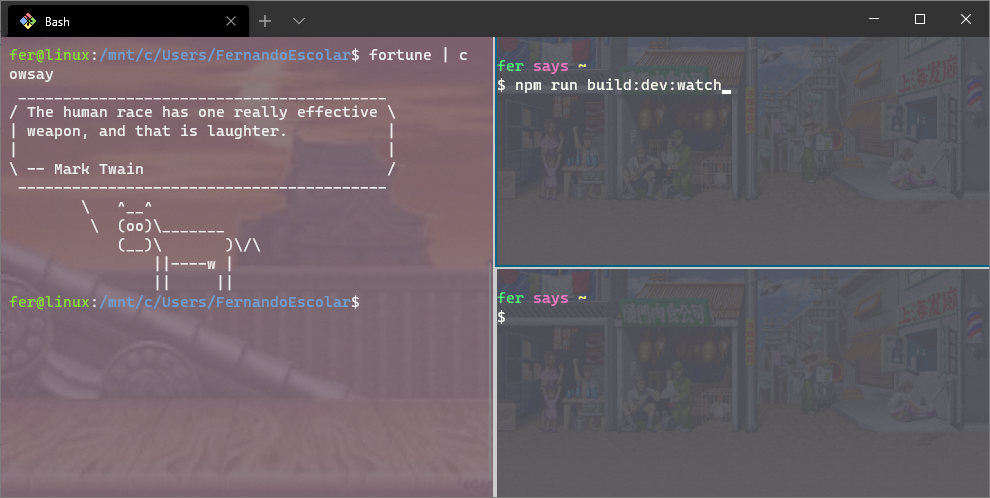 Bash
fer@linux:/mnt/c/Users/FernandoEscolar$ fortune | c
owsay
 _________________________________________
/ The human race has one really effective \
| weapon, and that is laughter.           |
|                                         |
\ -- Mark Twain                           /
 -----------------------------------------
        \   ^__^
         \  (oo)\_______
            (__)\       )\/\
                ||----w |
                ||     ||
fer@linux:/mnt/c/Users/FernandoEscolar$
fer says ~
$ npm run build:dev:watch
fer says ~
$